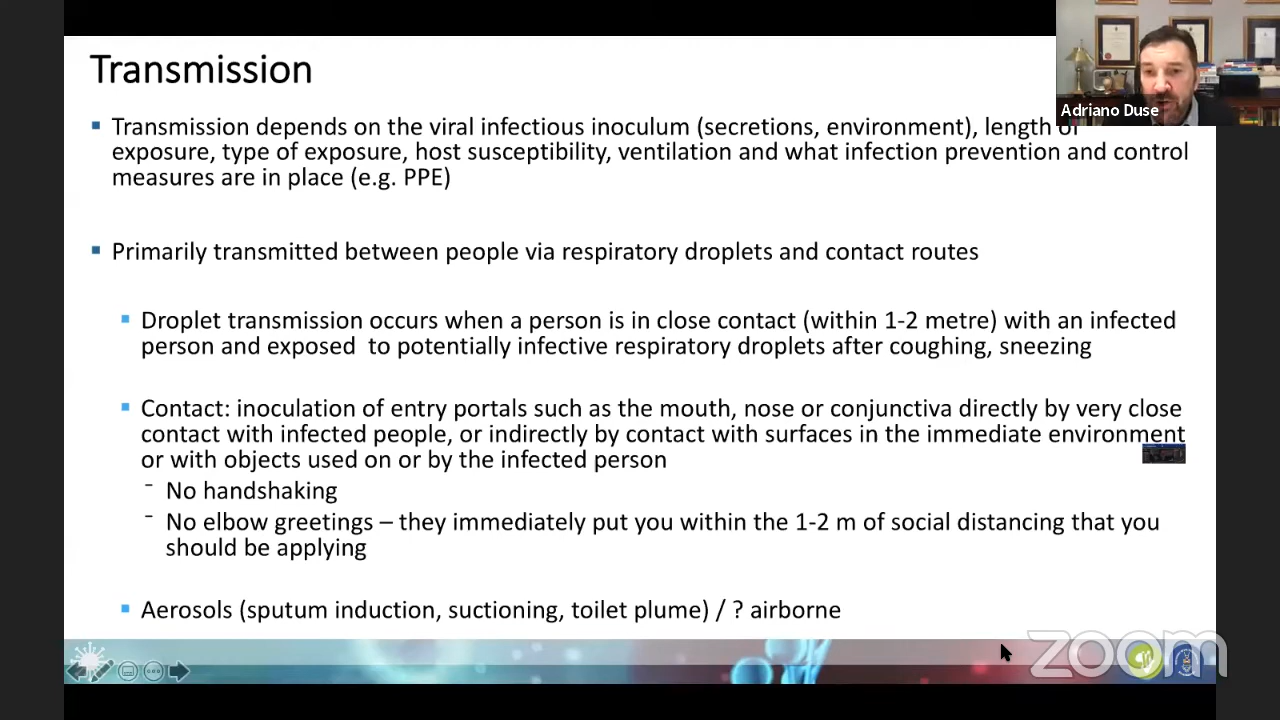 Transmission
Adriano Duse
Transmission depends on the viral infectious inoculum (secretions, environment), length of
exposure, type of exposure, host susceptibility, ventilation and what infection prevention and control
measures are in place (e.g. PPE)
Primarily transmitted between people via respiratory droplets and contact routes
Droplet transmission occurs when a person is in close contact (within 1-2 metre) with an infected
person and exposed to potentially infective respiratory droplets after coughing, sneezing
Contact: inoculation of entry portals such as the mouth, nose or conjunctiva directly by very close
contact with infected people, or indirectly by contact with surfaces in the immediate environment
or with objects used on or by the infected person
No handshaking
No elbow greetings – they immediately put you within the 1-2 m of social distancing that you
should be applying
Aerosols (sputum induction, suctioning, toilet plume) / ? airborne
zoom